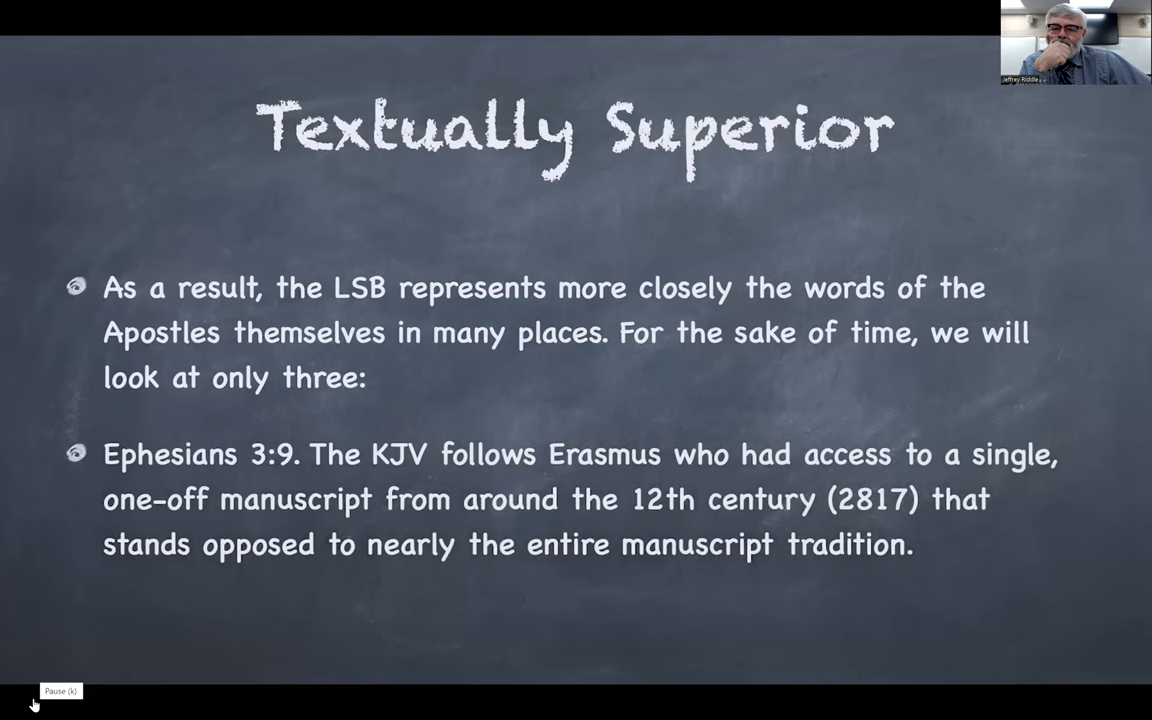 Jeffrey Riddle
Textually Superior
As a result, the LSB represents more closely the words of the
Apostles themselves in many places. For the sake of time, we will
look at only three:
Ephesians 3:9. The KJV follows Erasmus who had access to a single,
one-off manuscript from around the 12th century (2817) that
stands opposed to nearly the entire manuscript tradition.
Pause (k)